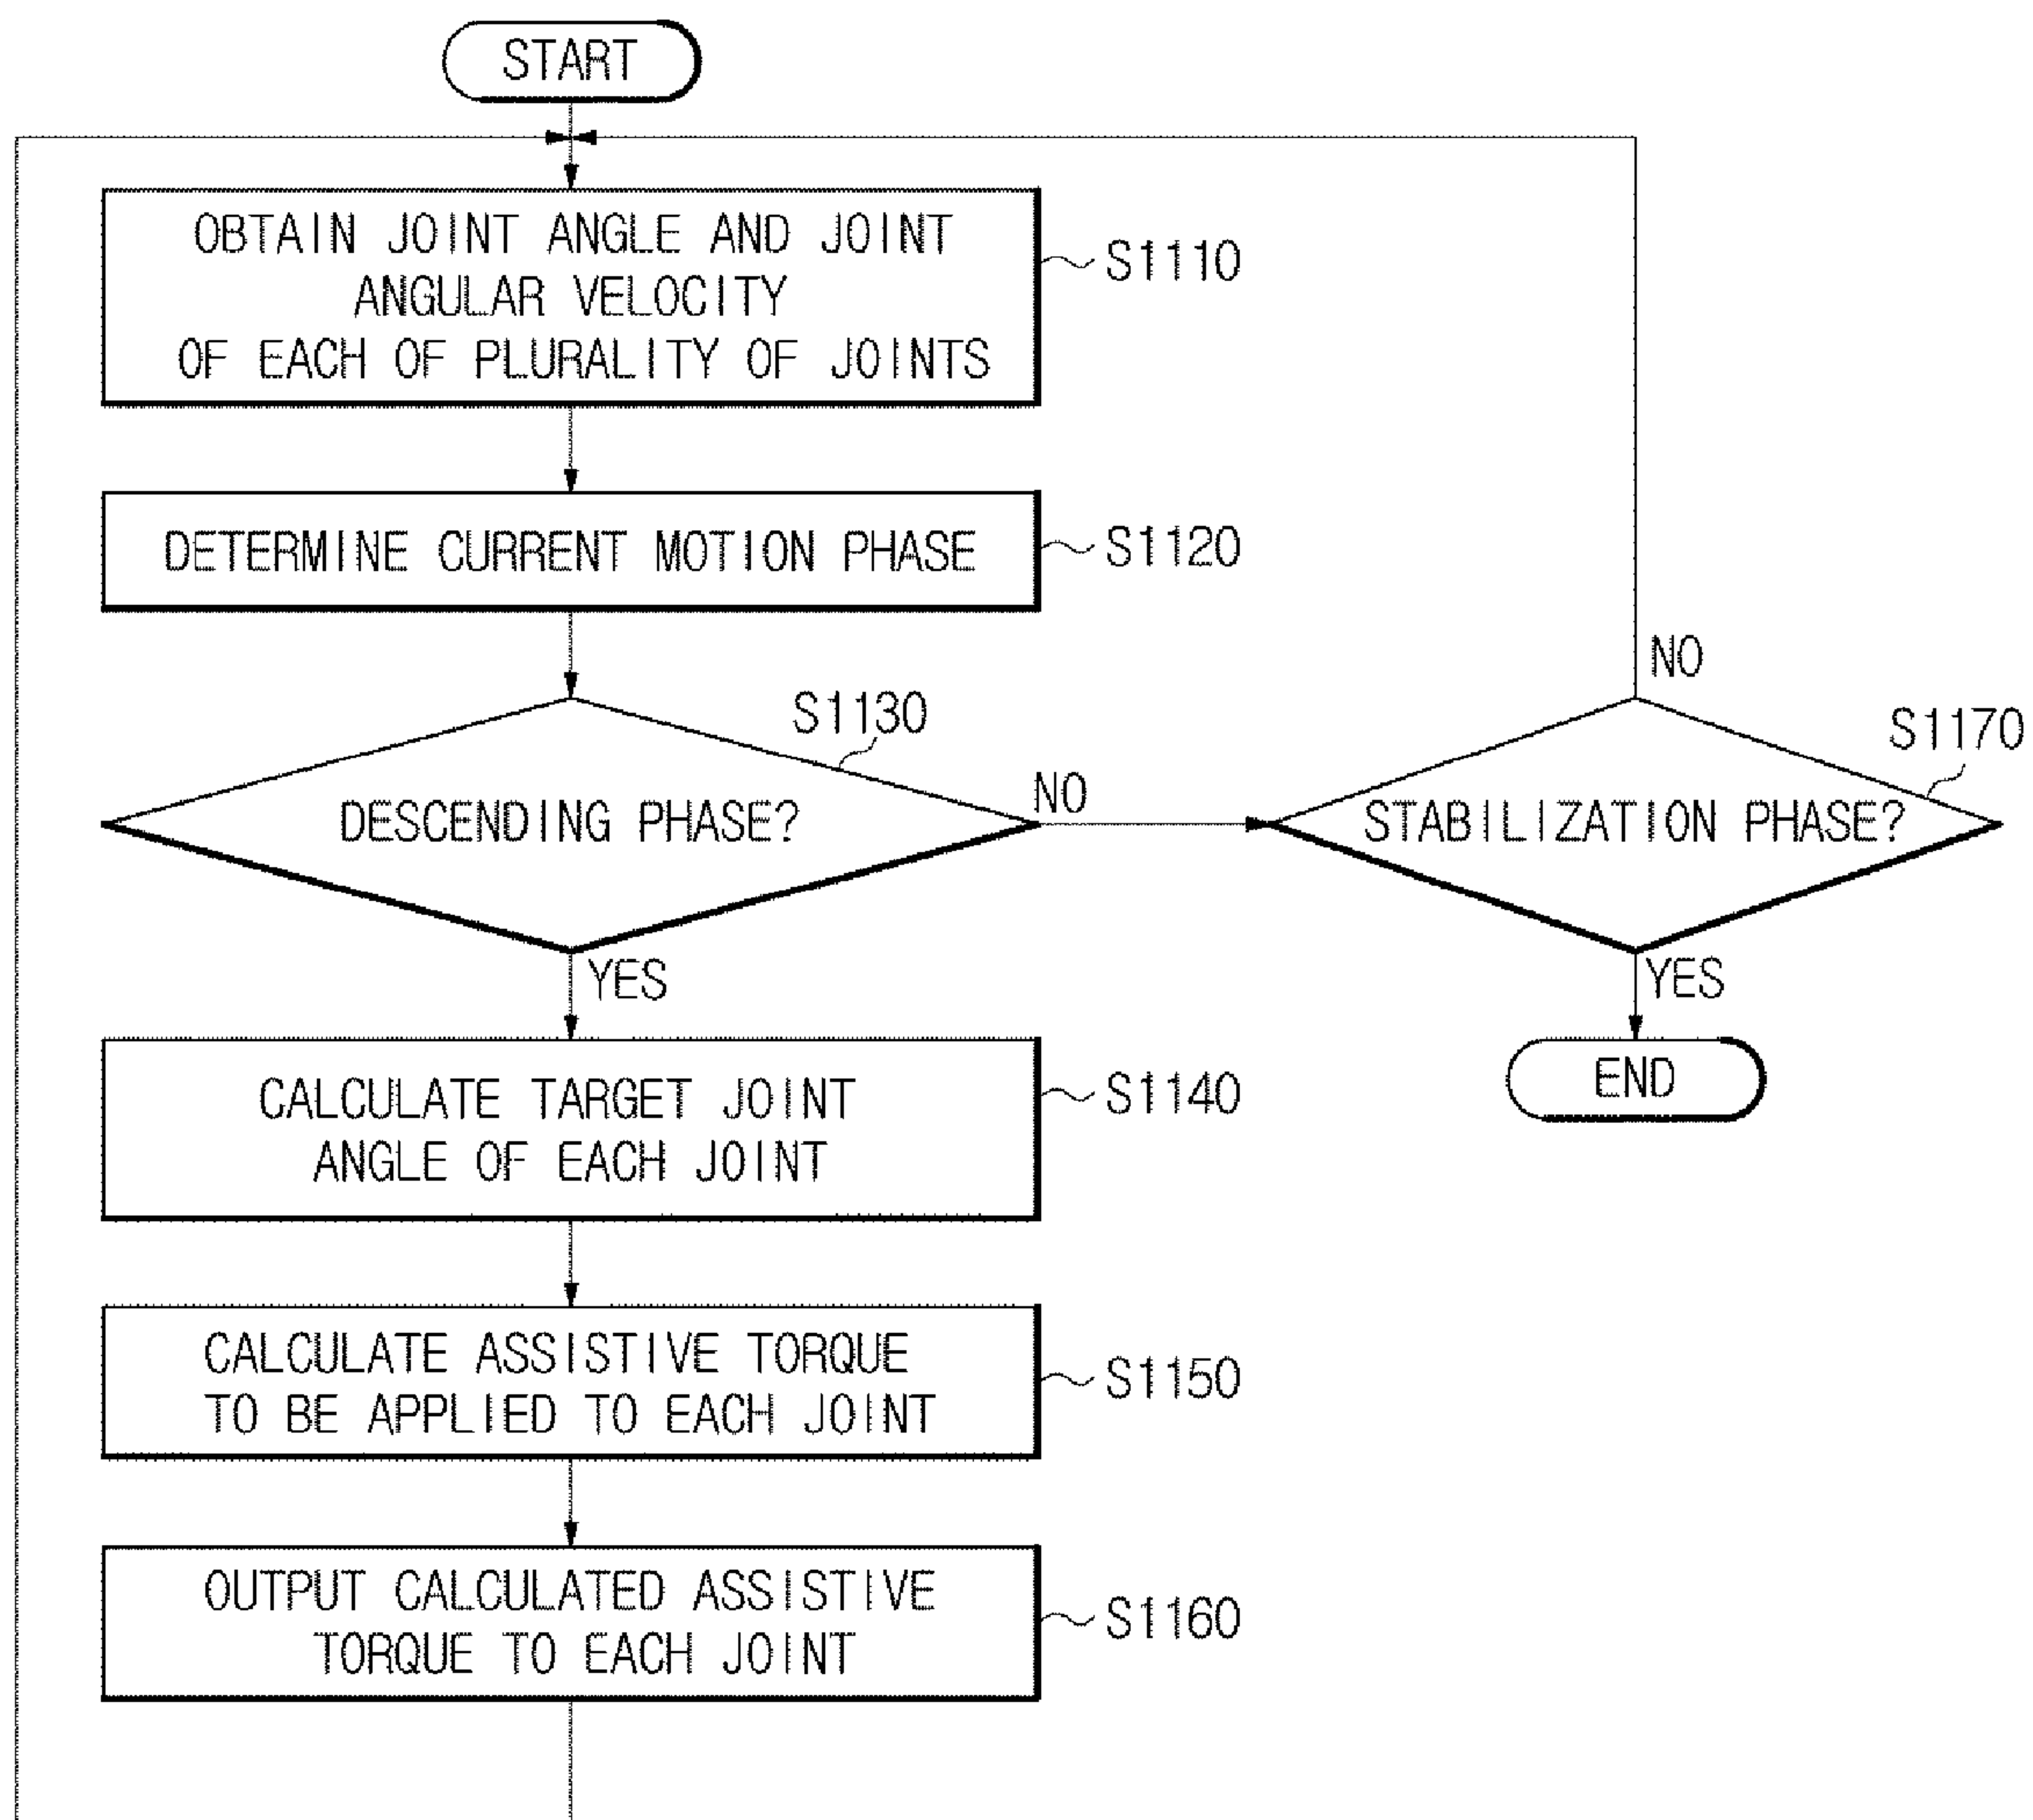 START
OBTAIN JOINT ANGLE AND JOINT
ANGULAR VELOCITY
OF EACH OF PLURALITY OF JOINTS
S1110
DETERMINE CURRENT MOTION PHASE
S1120
S1130
DESCENDING PHASE?
NO
YES
NO
S1170
STABILIZATION PHASE?
YES
END
CALCULATE TARGET JOINT
ANGLE OF EACH JOINT
S1140
CALCULATE ASSISTIVE TORQUE
TO BE APPLIED TO EACH JOINT
S1150
OUTPUT CALCULATED ASSISTIVE
TORQUE TO EACH JOINT
S1160